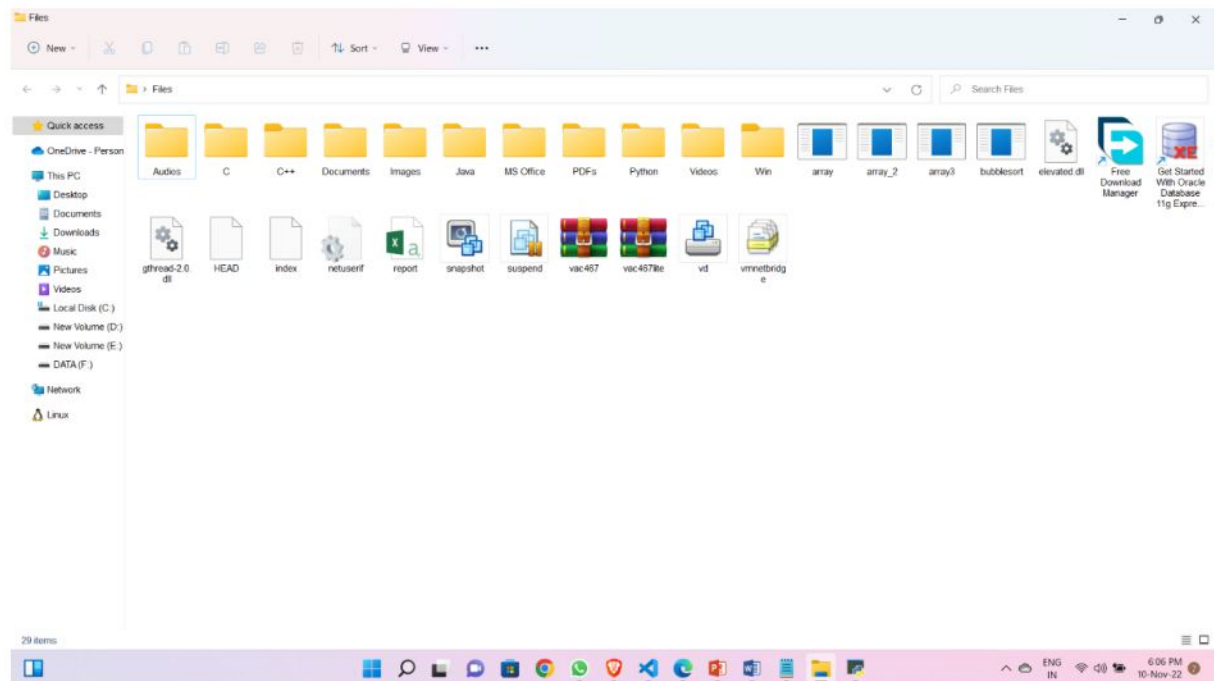 Files
New
Sort
View
Files
Search Files
Quick access
OneDrive - Person
This PC
Desktop
Documents
Downloads
Music
Pictures
Videos
Local Disk (C:)
New Volume (D:)
New Volume (E:)
DATA (F:)
Network
Linux
Audios
C
C++
Documents
Images
Java
MS Office
PDFs
Python
Videos
Win
array
array_2
array3
bubblesort
elevated.dll
Free
Download
Manager
Get Started
With Oracle
Database
11g Expre...
XE
gthread-2.0.
dll
HEAD
index
netuserif
report
snapshot
suspend
vac467
vac467lite
vd
vmnetbridg
e
29 items
ENG
IN
6:06 PM
10-Nov-22